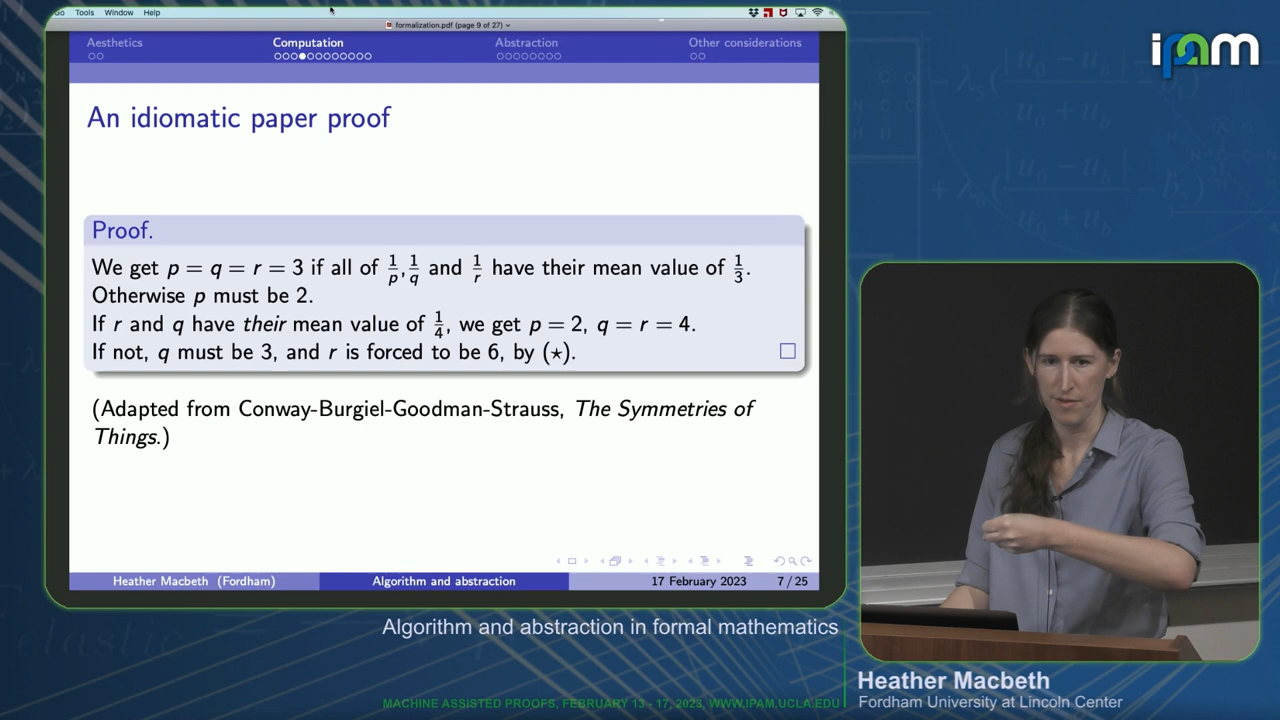 Go Tools Window Help
formalization.pdf (page 9 of 27)
Aesthetics Computation Abstraction Other considerations
An idiomatic paper proof
Proof.
We get p = q = r = 3 if all of 1/p, 1/q and 1/r have their mean value of 1/3.
Otherwise p must be 2.
If r and q have their mean value of 1/4, we get p = 2, q = r = 4.
If not, q must be 3, and r is forced to be 6, by (⋆).
(Adapted from Conway-Burgiel-Goodman-Strauss, The Symmetries of
Things.)
Heather Macbeth (Fordham) Algorithm and abstraction 17 February 2023 7 / 25
ipam
Algorithm and abstraction in formal mathematics
Heather Macbeth
Fordham University at Lincoln Center
MACHINE ASSISTED PROOFS, FEBRUARY 13 - 17, 2023, WWW.IPAM.UCLA.EDU